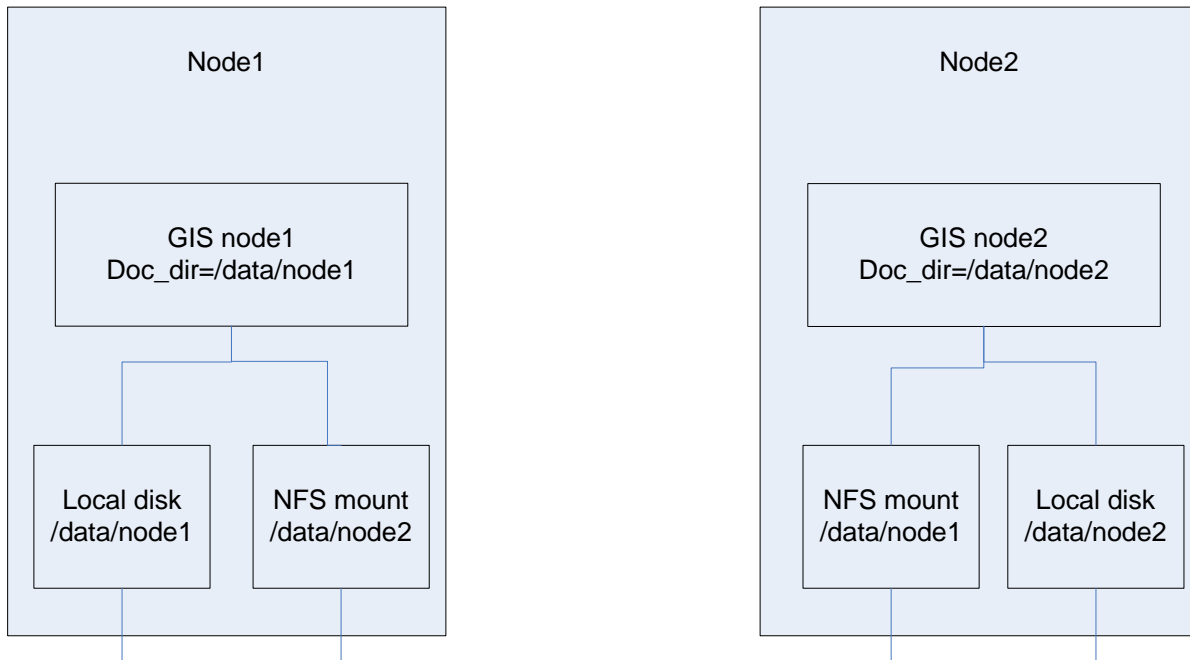 Node1
GIS node1
Doc_dir=/data/node1
Local disk
/data/node1
NFS mount
/data/node2
Node2
GIS node2
Doc_dir=/data/node2
NFS mount
/data/node1
Local disk
/data/node2